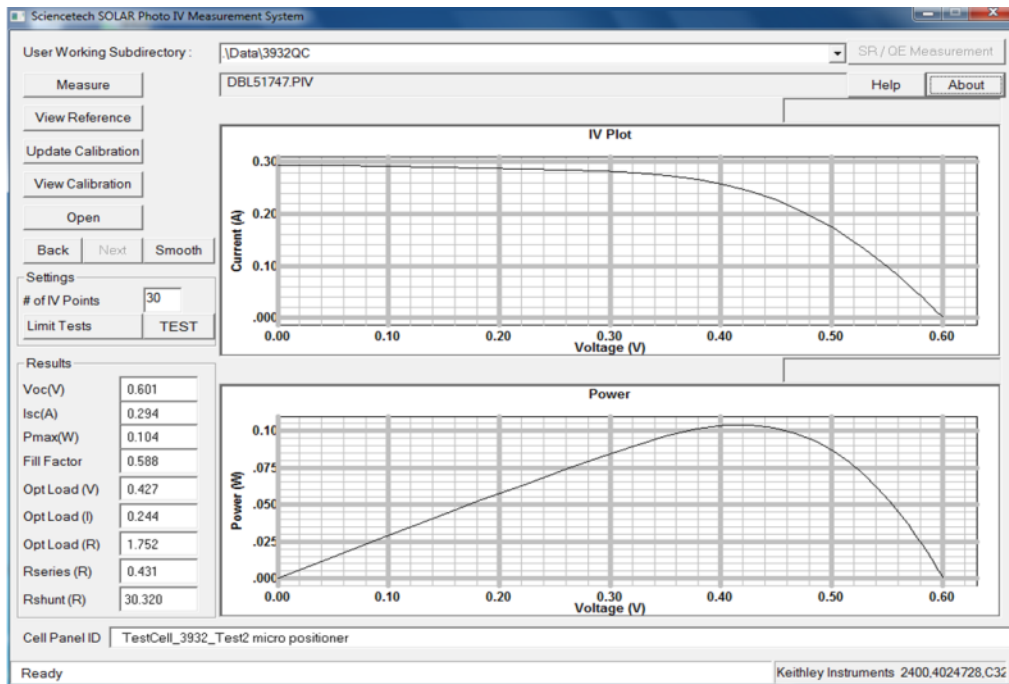 Sciencetech SOLAR Photo IV Measurement System
User Working Subdirectory : .\Data\3932QC SR / QE Measurement
Measure DBL51747.PIV Help About
View Reference
Update Calibration
View Calibration
Open
Back Next Smooth
Settings
# of IV Points 30
Limit Tests TEST
IV Plot
0.30
0.20
0.10
.000
Current (A)
0.00 0.10 0.20 0.30 0.40 0.50 0.60
Voltage (V)
Results
Voc(V) 0.601
Isc(A) 0.294
Pmax(W) 0.104
Fill Factor 0.588
Opt Load (V) 0.427
Opt Load (I) 0.244
Opt Load (R) 1.752
Rseries (R) 0.431
Rshunt (R) 30.320
Power
0.10
.075
.050
.025
.000
Power (W)
0.00 0.10 0.20 0.30 0.40 0.50 0.60
Voltage (V)
Cell Panel ID TestCell_3932_Test2 micro positioner
Ready Keithley Instruments 2400,4024728,C32